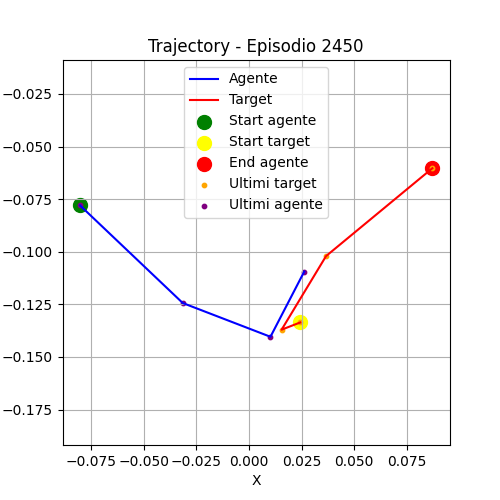 Trajectory - Episodio 2450
Agente
Target
Start agente
Start target
End agente
Ultimi target
Ultimi agente
−0.025
−0.050
−0.075
−0.100
−0.125
−0.150
−0.175
−0.075 −0.050 −0.025 0.000 0.025 0.050 0.075
X